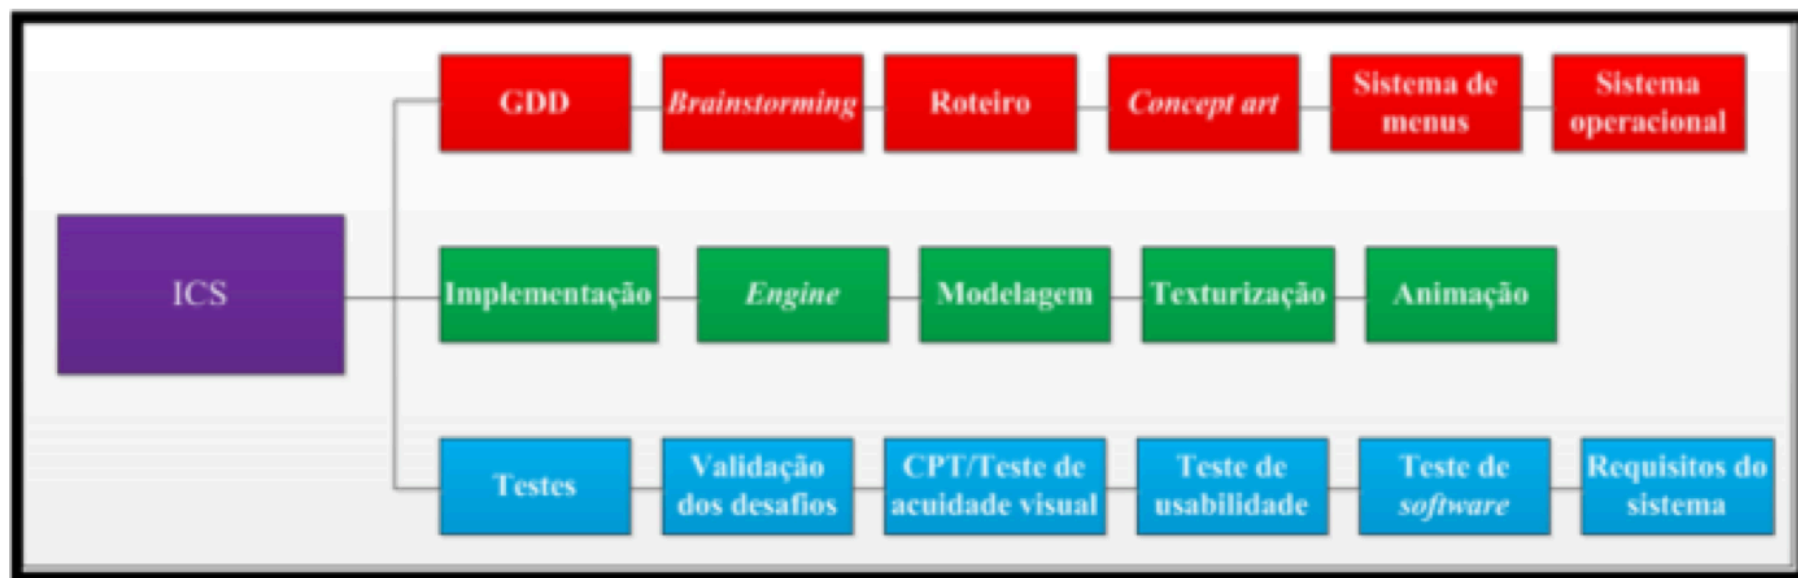 GDD
Brainstorming
Roteiro
Concept art
Sistema de
menus
Sistema
operacional
ICS
Implementação
Engine
Modelagem
Texturização
Animação
Testes
Validação
dos desafios
CPT/Teste de
acuidade visual
Teste de
usabilidade
Teste de
software
Requisitos do
sistema